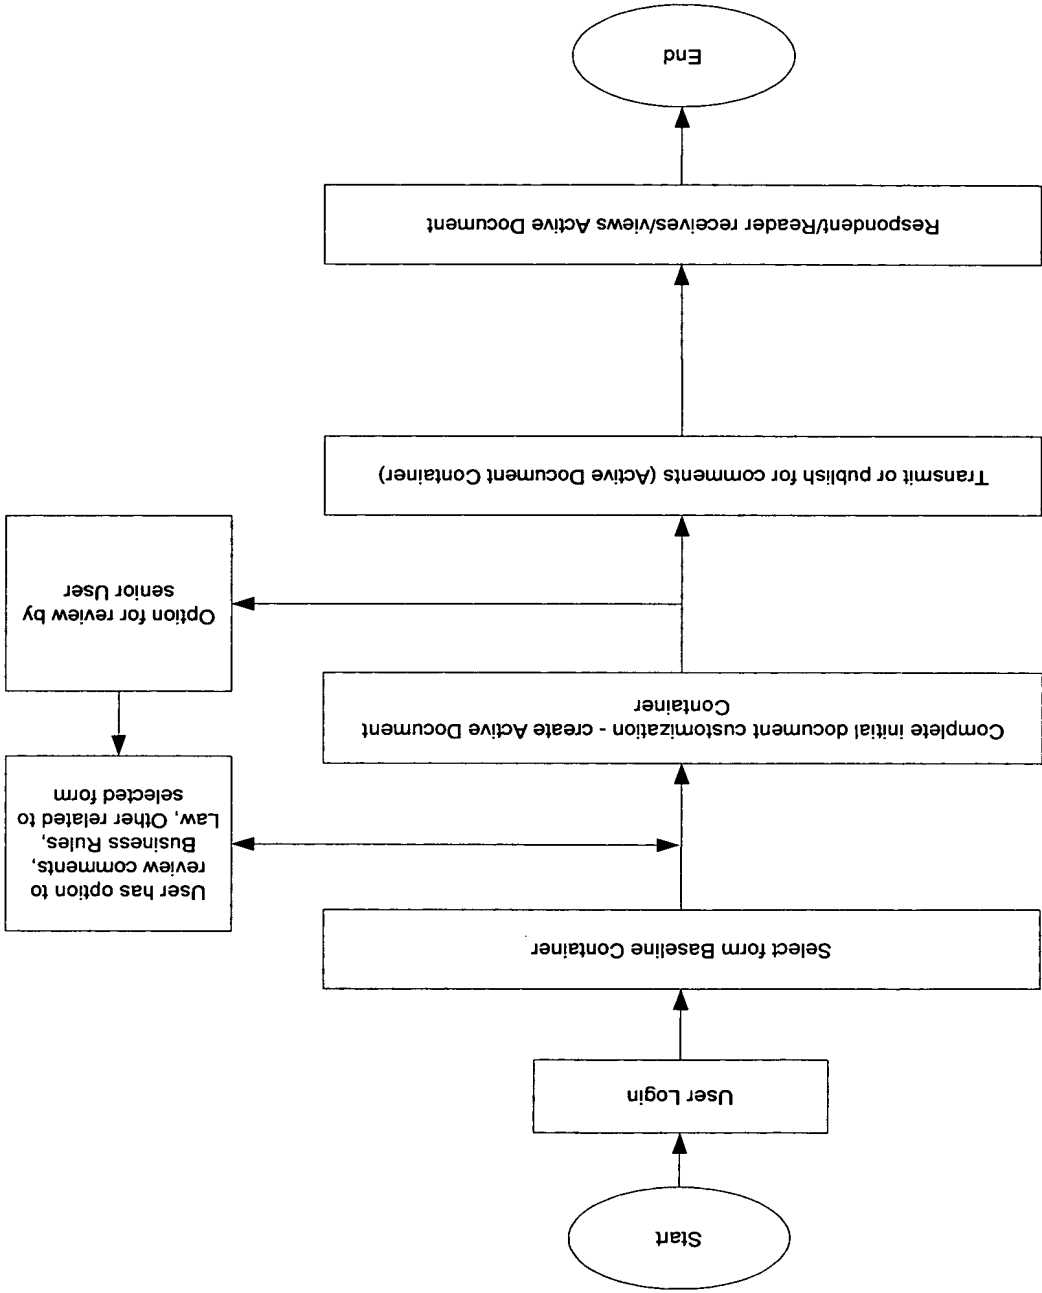 Start
User Login
Select form Baseline Container
User has option to
review comments,
Business Rules,
Law, Other related to
selected form
Complete initial document customization - create Active Document
Container
Option for review by
senior User
Transmit or publish for comments (Active Document Container)
Respondent/Reader receives/views Active Document
End